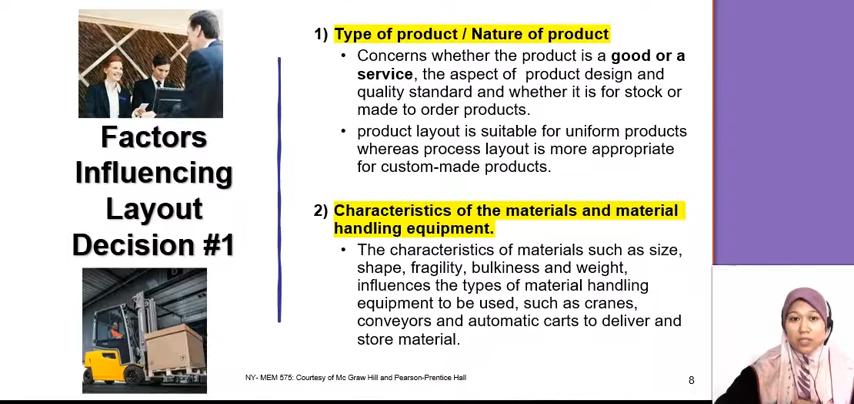 Factors
Influencing
Layout
Decision #1
1) Type of product / Nature of product
• Concerns whether the product is a good or a
service, the aspect of product design and
quality standard and whether it is for stock or
made to order products.
• product layout is suitable for uniform products
whereas process layout is more appropriate
for custom-made products.
2) Characteristics of the materials and material
handling equipment.
• The characteristics of materials such as size,
shape, fragility, bulkiness and weight,
influences the types of material handling
equipment to be used, such as cranes,
conveyors and automatic carts to deliver and
store material.
NY- MEM 575: Courtesy of Mc Graw Hill and Pearson-Prentice Hall
8